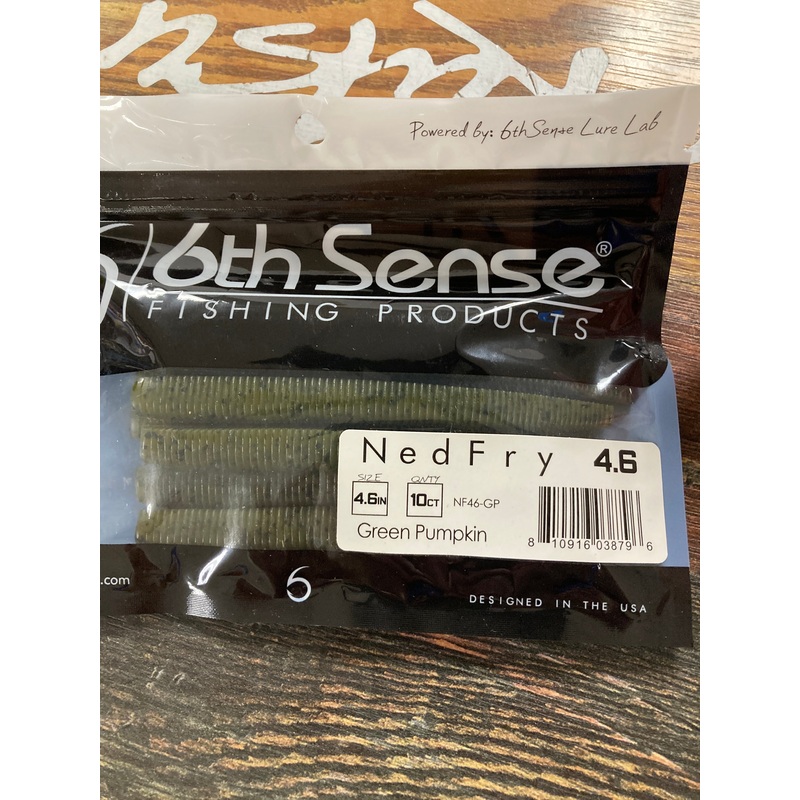 Powered by: 6th Sense Lure Lab
6th Sense®
FISHING PRODUCTS
NedFry 4.6
SIZE QNTY
4.6IN 10CT NF46-GP
Green Pumpkin
8 10916 03879 6
.com
6
DESIGNED IN THE USA